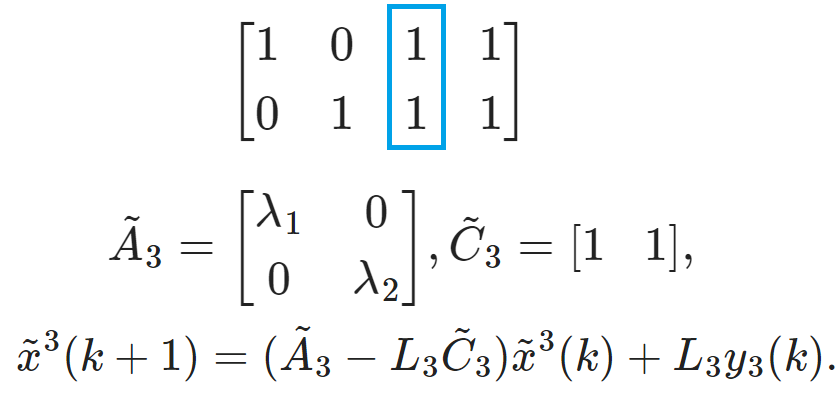 [1 0 1 1
0 1 1 1]
Ã₃ = [λ₁ 0
0 λ₂], C̃₃ = [1 1],
x̃³(k + 1) = (Ã₃ − L₃C̃₃)x̃³(k) + L₃y₃(k).